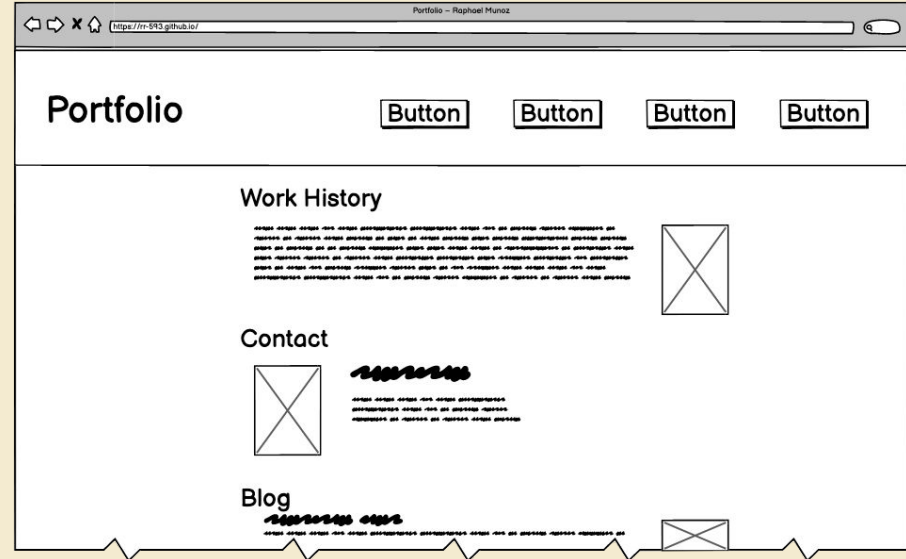 Portfolio – Raphael Munoz
https://rr-593.github.io/
Portfolio
Button Button Button Button
Work History
Contact
Blog